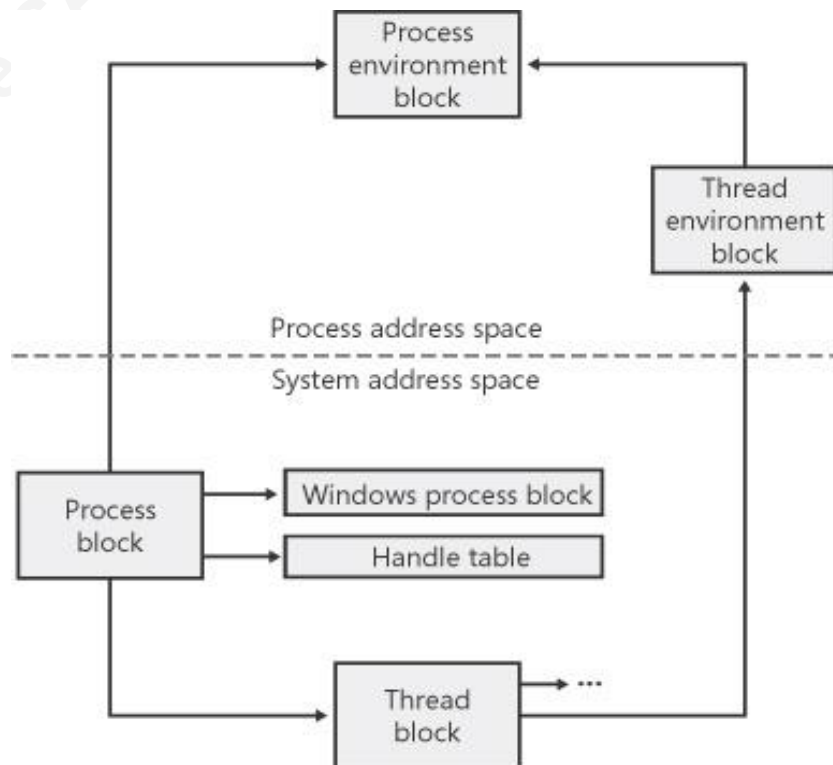 Process
environment
block
Thread
environment
block
Process address space
System address space
Process
block
Windows process block
Handle table
Thread
block
...